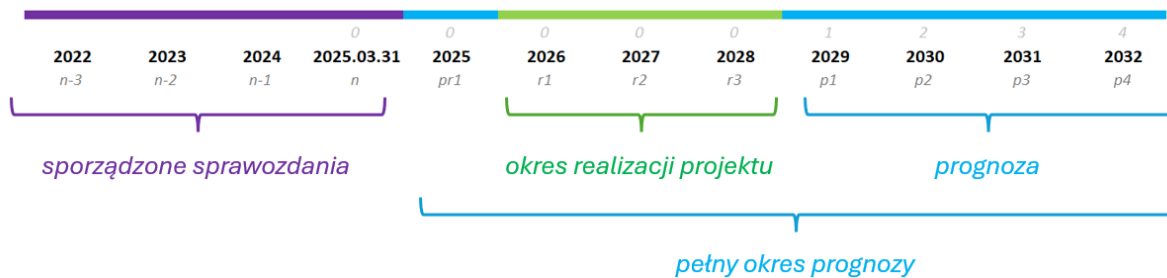 0 0 0 0 0 1 2 3 4
2022 2023 2024 2025.03.31 2025 2026 2027 2028 2029 2030 2031 2032
n-3 n-2 n-1 n pr1 r1 r2 r3 p1 p2 p3 p4
sporządzone sprawozdania okres realizacji projektu prognoza
pełny okres prognozy